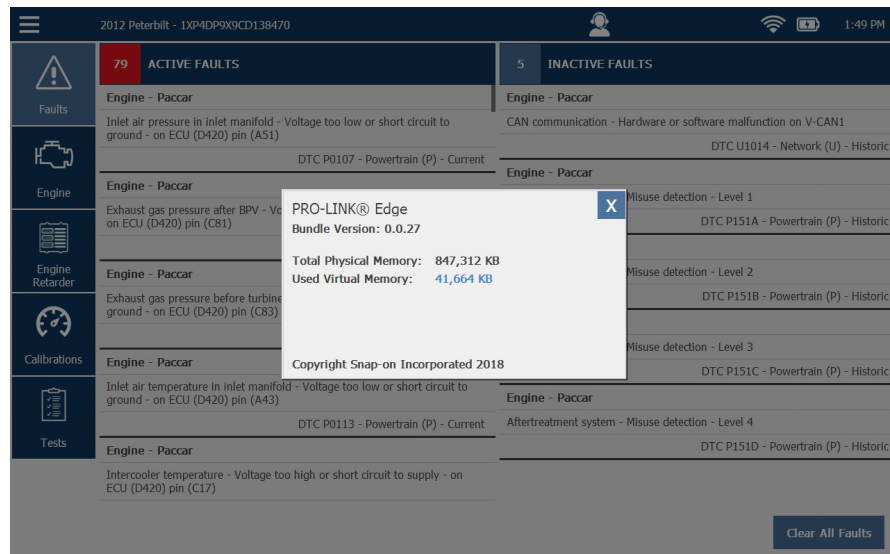 2012 Peterbilt - 1XP4DP9X9CD138470
1:49 PM
Faults
Engine
Engine
Retarder
Calibrations
Tests
79 ACTIVE FAULTS
Engine - Paccar
Inlet air pressure in inlet manifold - Voltage too low or short circuit to
ground - on ECU (D420) pin (A51)
DTC P0107 - Powertrain (P) - Current
Engine - Paccar
Exhaust gas pressure after BPV -
on ECU (D420) pin (C81)
Engine - Paccar
Exhaust gas pressure before turbine
ground - on ECU (D420) pin (C83)
Engine - Paccar
Inlet air temperature in inlet manifold - Voltage too low or short circuit to
ground - on ECU (D420) pin (A43)
DTC P0113 - Powertrain (P) - Current
Engine - Paccar
Intercooler temperature - Voltage too high or short circuit to supply - on
ECU (D420) pin (C17)
5 INACTIVE FAULTS
Engine - Paccar
CAN communication - Hardware or software malfunction on V-CAN1
DTC U1014 - Network (U) - Historic
Engine - Paccar
Misuse detection - Level 1
DTC P151A - Powertrain (P) - Historic
Misuse detection - Level 2
DTC P151B - Powertrain (P) - Historic
Misuse detection - Level 3
DTC P151C - Powertrain (P) - Historic
Engine - Paccar
Aftertreatment system - Misuse detection - Level 4
DTC P151D - Powertrain (P) - Historic
PRO-LINK® Edge
X
Bundle Version: 0.0.27
Total Physical Memory: 847,312 KB
Used Virtual Memory: 41,664 KB
Copyright Snap-on Incorporated 2018
Clear All Faults